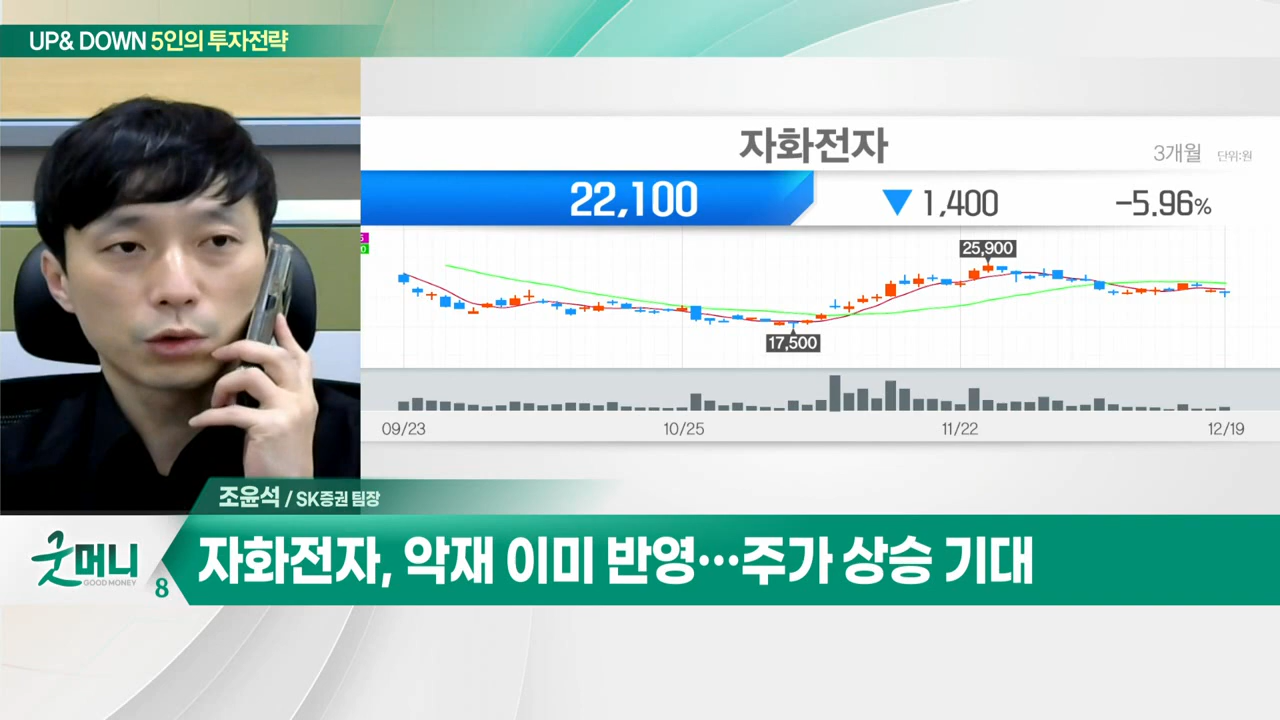 UP& DOWN 5인의 투자전략
자화전자
3개월 단위:원
22,100 ▼ 1,400 -5.96%
25,900
17,500
09/23 10/25 11/22 12/19
조윤석 / SK증권 팀장
굿머니
GOOD MONEY
8
자화전자, 악재 이미 반영…주가 상승 기대